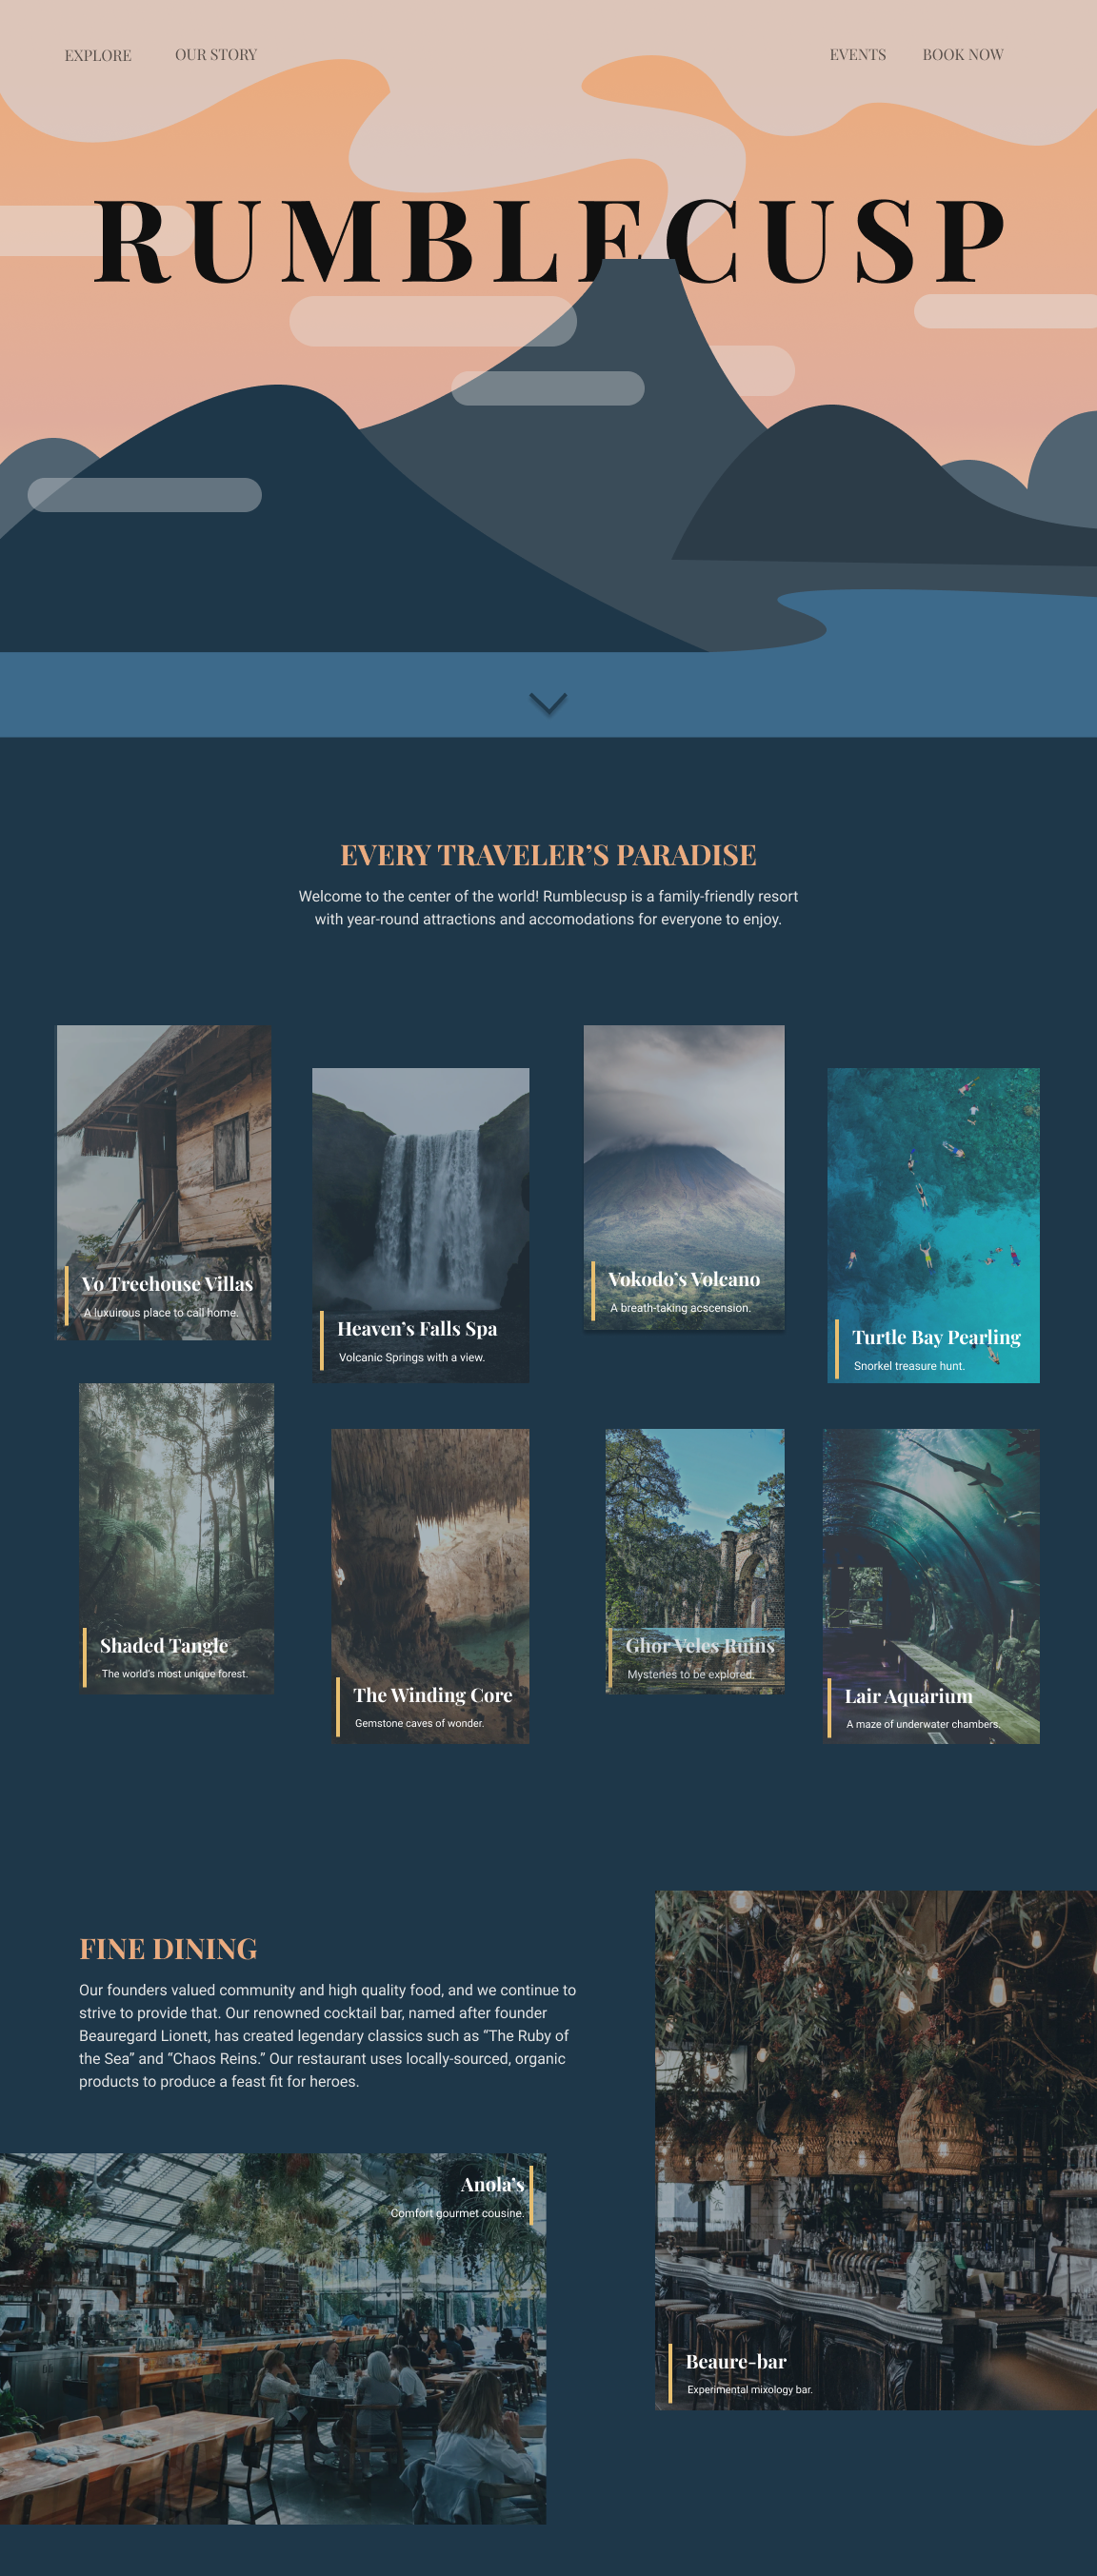 EXPLORE
OUR STORY
EVENTS
BOOK NOW
RUMBLECUSP
EVERY TRAVELER’S PARADISE
Welcome to the center of the world! Rumblecusp is a family-friendly resort
with year-round attractions and accomodations for everyone to enjoy.
Vo Treehouse Villas
A luxuirous place to call home.
Heaven’s Falls Spa
Volcanic Springs with a view.
Vokodo’s Volcano
A breath-taking acscension.
Turtle Bay Pearling
Snorkel treasure hunt.
Shaded Tangle
The world's most unique forest.
The Winding Core
Gemstone caves of wonder.
Ghor Veles Ruins
Mysteries to be explored.
Lair Aquarium
A maze of underwater chambers.
FINE DINING
Our founders valued community and high quality food, and we continue to
strive to provide that. Our renowned cocktail bar, named after founder
Beauregard Lionett, has created legendary classics such as “The Ruby of
the Sea” and “Chaos Reins.” Our restaurant uses locally-sourced, organic
products to produce a feast fit for heroes.
Anola’s
Comfort gourmet cousine.
Beaure-bar
Experimental mixology bar.